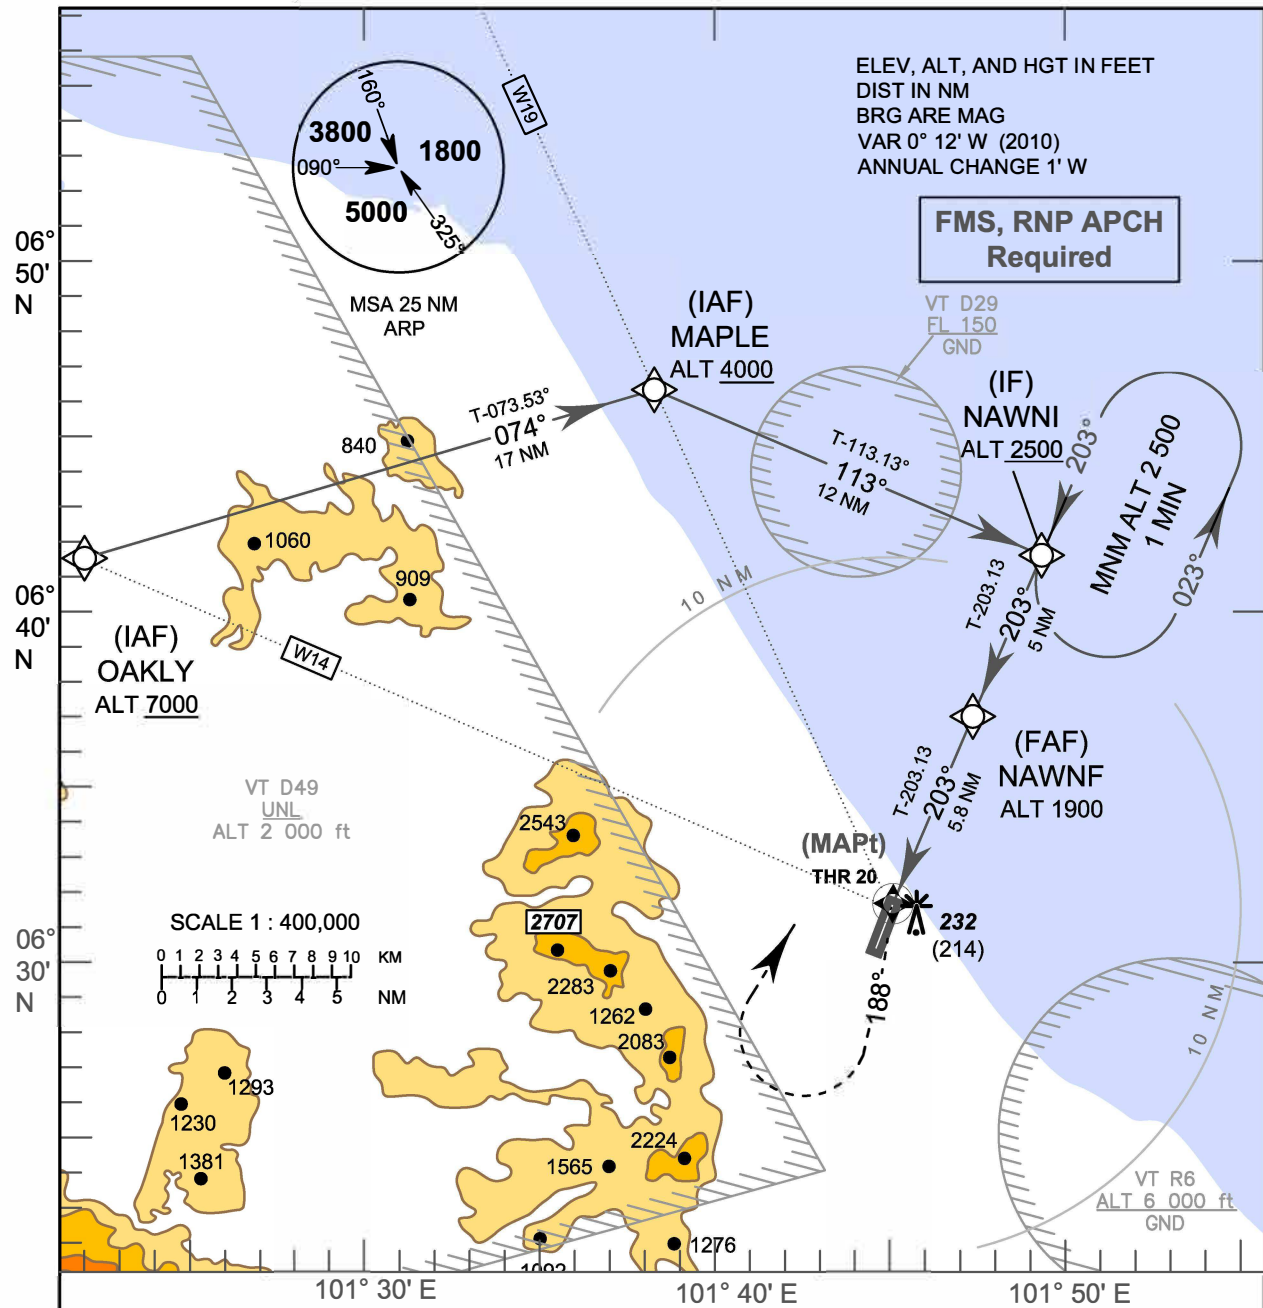 ELEV, ALT, AND HGT IN FEET
DIST IN NM
BRG ARE MAG
VAR 0° 12' W (2010)
ANNUAL CHANGE 1' W
FMS, RNP APCH
Required
160°
3800
1800
090°
5000
325°
MSA 25 NM
ARP
W19
06°
50'
N
VT D29
FL 150
GND
(IAF)
MAPLE
ALT 4000
(IF)
NAWNI
ALT 2500
T-073.53°
074°
17 NM
T-113.13°
113°
12 NM
203°
MNM ALT 2 500
1 MIN
023°
840
1060
909
10 NM
T-203.13
203°
5 NM
06°
40'
N
(IAF)
OAKLY
ALT 7000
W14
(FAF)
NAWNF
ALT 1900
T-203.13
203°
5.8 NM
VT D49
UNL
ALT 2 000 ft
2543
(MAPt)
THR 20
232
(214)
SCALE 1 : 400,000
0 1 2 3 4 5 6 7 8 9 10 KM
0 1 2 3 4 5 NM
06°
30'
N
2707
2283
1262
2083
188°
10 NM
1293
1230
1381
2224
1565
1276
1092
VT R6
ALT 6 000 ft
GND
101° 30' E
101° 40' E
101° 50' E